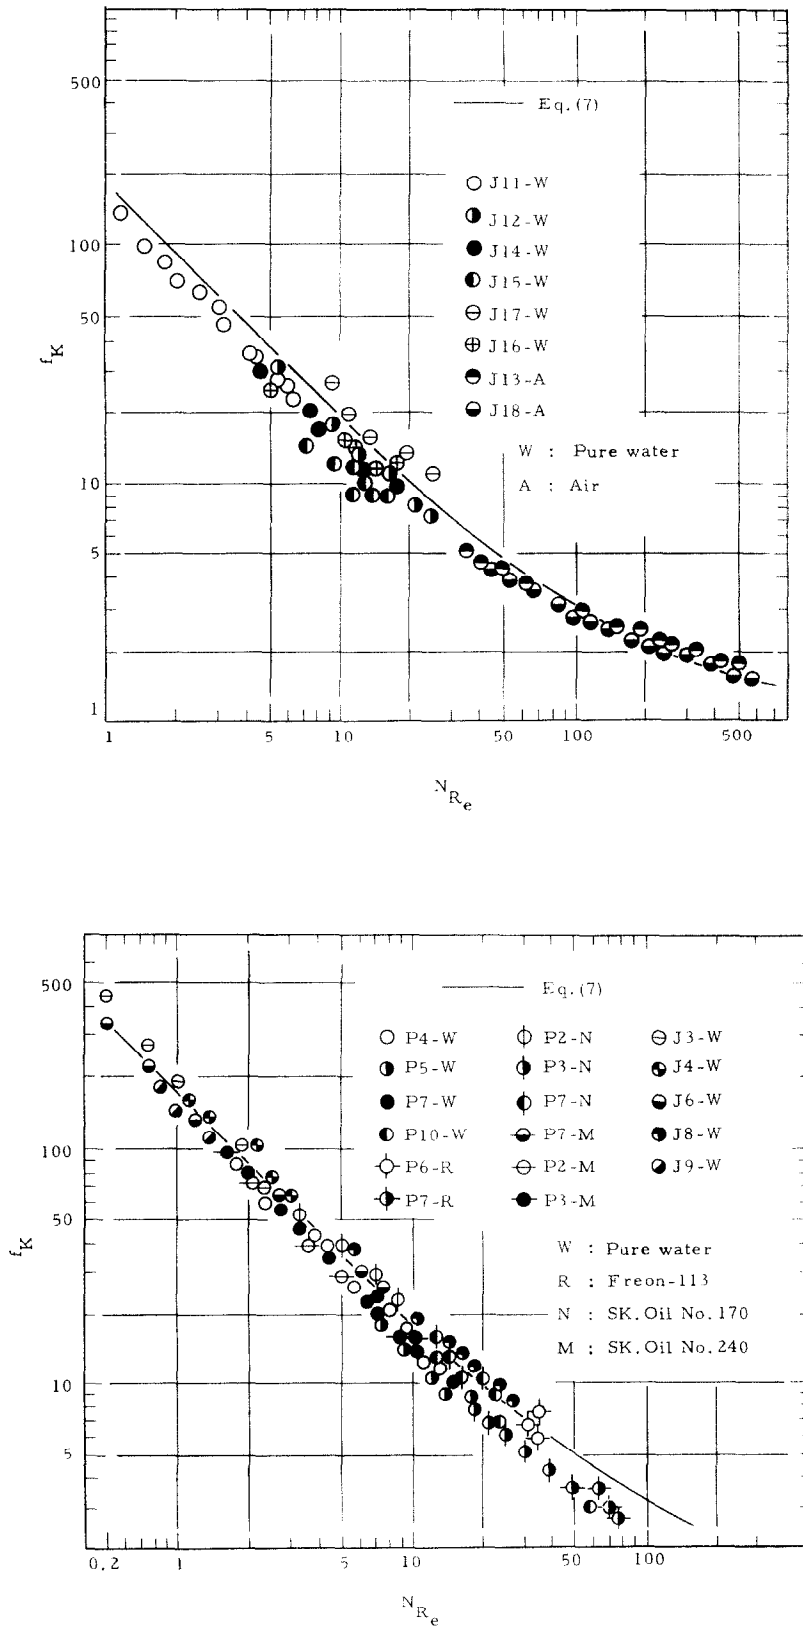 500
Eq. (7)
J11-W
J12-W
100
J14-W
J15-W
50
J17-W
f_K
J16-W
J13-A
J18-A
W : Pure water
10
A : Air
5
1
1 5 10 50 100 500
N_Re
500
Eq. (7)
P4-W P2-N J3-W
P5-W P3-N J4-W
P7-W P7-N J6-W
100
P10-W P7-M J8-W
P6-R P2-M J9-W
P7-R P3-M
50
f_K
W : Pure water
R : Freon-113
N : SK.Oil No.170
M : SK.Oil No.240
10
5
0.2 1 5 10 50 100
N_Re